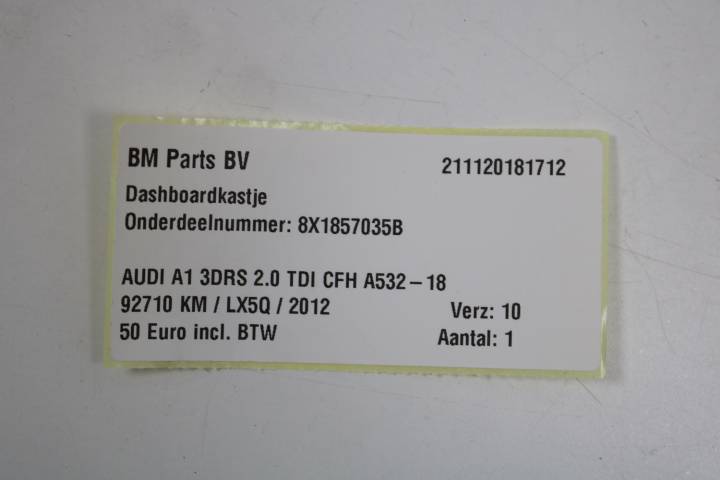 BM Parts BV 211120181712
Dashboardkastje
Onderdeelnummer: 8X1857035B
AUDI A1 3DRS 2.0 TDI CFH A532-18
92710 KM / LX5Q / 2012 Verz: 10
50 Euro incl. BTW Aantal: 1